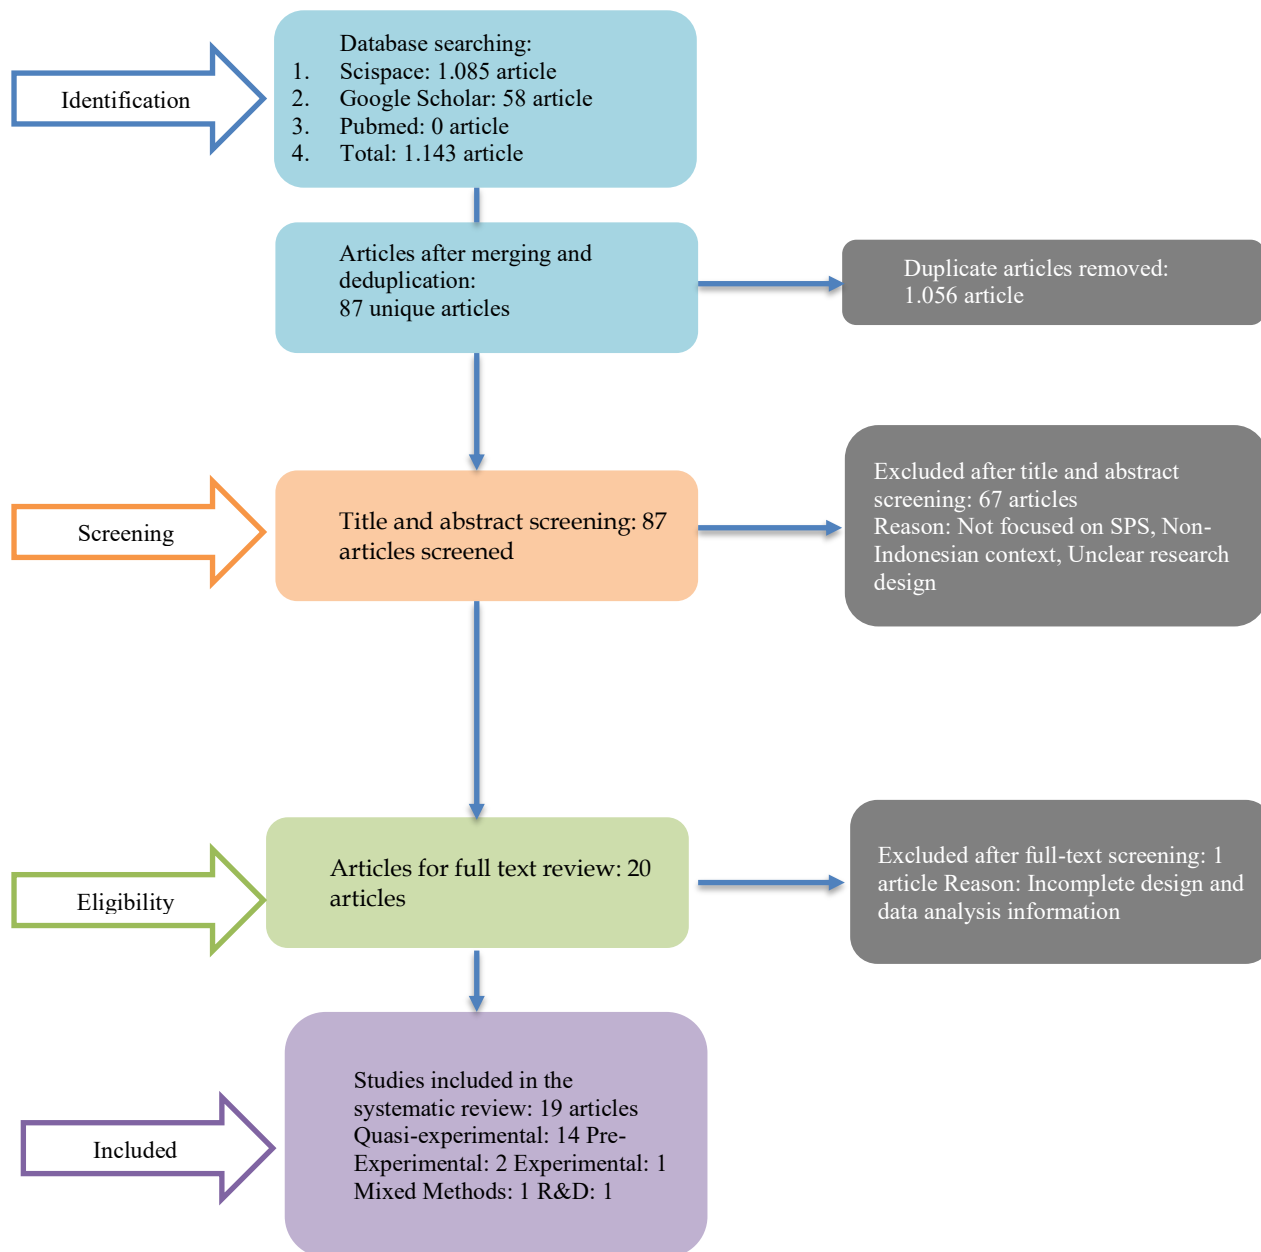 Identification
Database searching:
1. Scispace: 1.085 article
2. Google Scholar: 58 article
3. Pubmed: 0 article
4. Total: 1.143 article
Articles after merging and
deduplication:
87 unique articles
Duplicate articles removed:
1.056 article
Screening
Title and abstract screening: 87
articles screened
Excluded after title and abstract
screening: 67 articles
Reason: Not focused on SPS, Non-
Indonesian context, Unclear research
design
Eligibility
Articles for full text review: 20
articles
Excluded after full-text screening: 1
article Reason: Incomplete design and
data analysis information
Included
Studies included in the
systematic review: 19 articles
Quasi-experimental: 14 Pre-
Experimental: 2 Experimental: 1
Mixed Methods: 1 R&D: 1